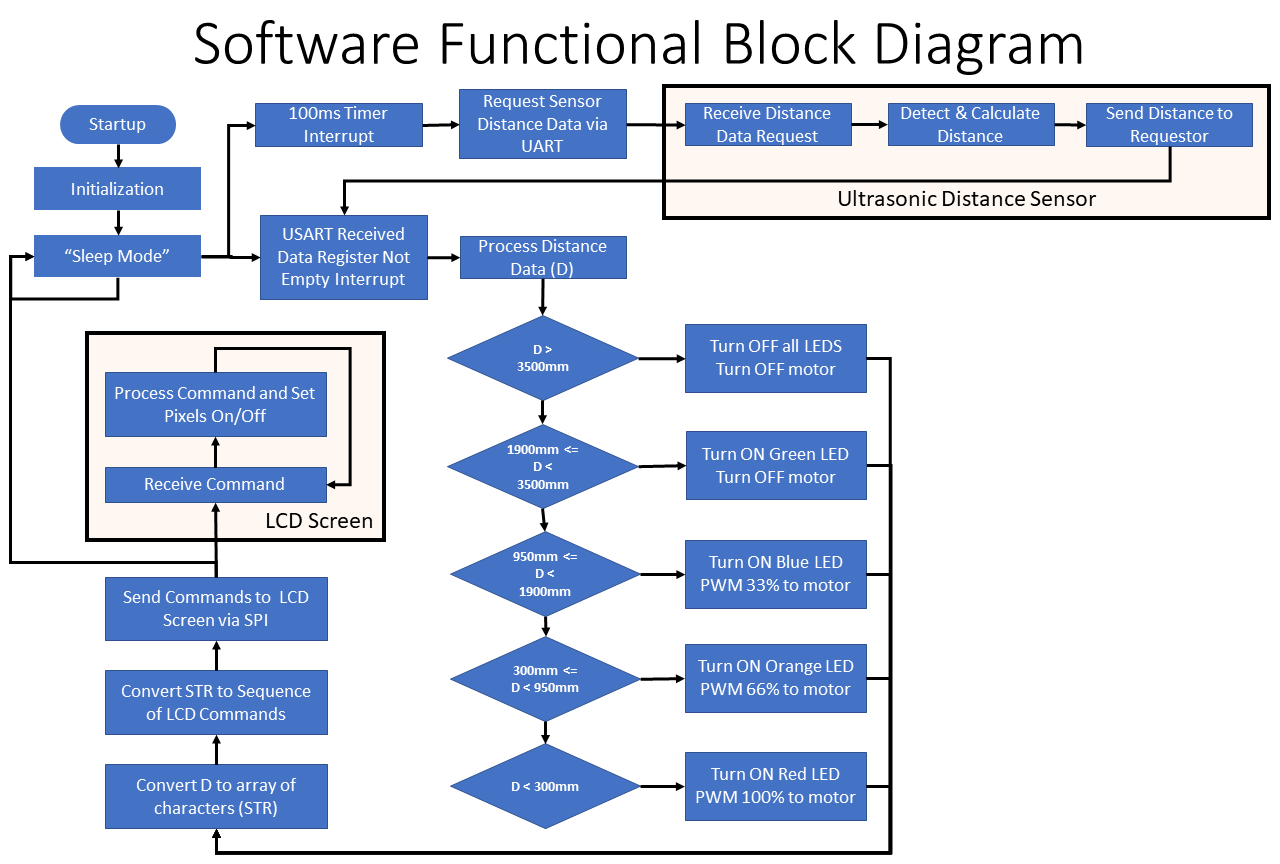 Software Functional Block Diagram
Startup
Initialization
“Sleep Mode”
100ms Timer
Interrupt
Request Sensor
Distance Data via
UART
Receive Distance
Data Request
Detect & Calculate
Distance
Send Distance to
Requestor
Ultrasonic Distance Sensor
USART Received
Data Register Not
Empty Interrupt
Process Distance
Data (D)
D >
3500mm
Turn OFF all LEDS
Turn OFF motor
1900mm <=
D <
3500mm
Turn ON Green LED
Turn OFF motor
950mm <=
D <
1900mm
Turn ON Blue LED
PWM 33% to motor
300mm <=
D < 950mm
Turn ON Orange LED
PWM 66% to motor
D < 300mm
Turn ON Red LED
PWM 100% to motor
Process Command and Set
Pixels On/Off
Receive Command
LCD Screen
Send Commands to LCD
Screen via SPI
Convert STR to Sequence
of LCD Commands
Convert D to array of
characters (STR)